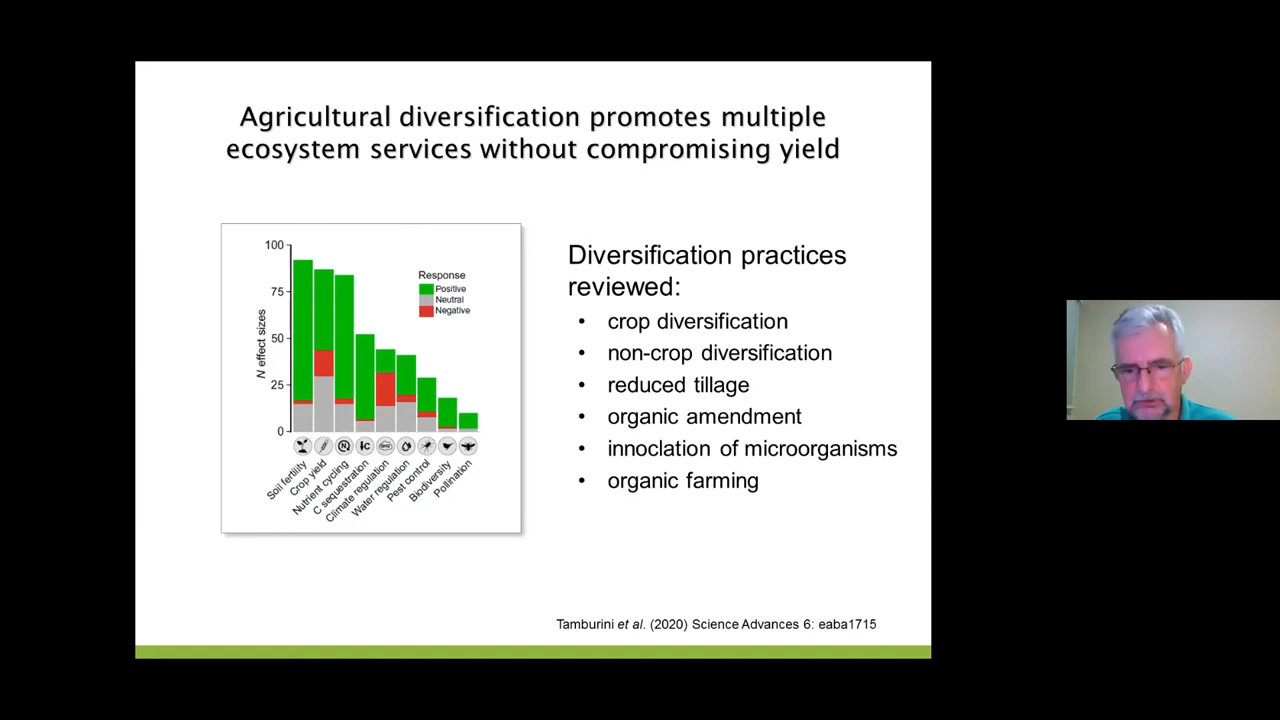 Agricultural diversification promotes multiple
ecosystem services without compromising yield
100
75
50
25
0
N effect sizes
Response
Positive
Neutral
Negative
N
C
Soil fertility
Crop yield
Nutrient cycling
C sequestration
Climate regulation
Water regulation
Pest control
Biodiversity
Pollination
Diversification practices
reviewed:
• crop diversification
• non-crop diversification
• reduced tillage
• organic amendment
• innoclation of microorganisms
• organic farming
Tamburini et al. (2020) Science Advances 6: eaba1715